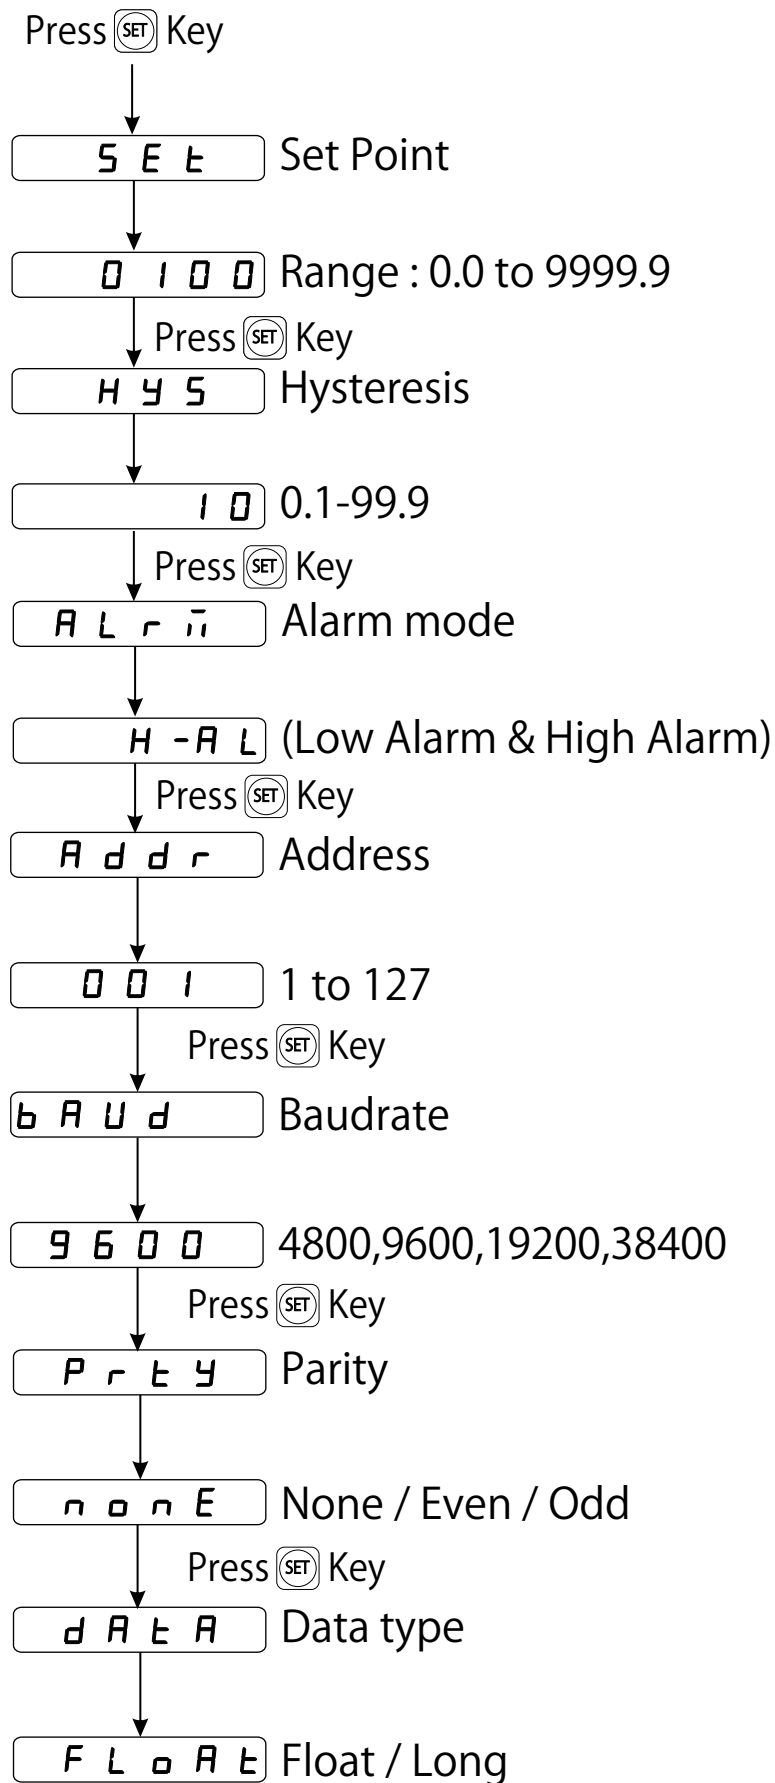 Press SET Key
SEt Set Point
0100 Range : 0.0 to 9999.9
Press SET Key
HYS Hysteresis
10 0.1-99.9
Press SET Key
ALrm Alarm mode
H-AL (Low Alarm & High Alarm)
Press SET Key
Addr Address
001 1 to 127
Press SET Key
bAUd Baudrate
9600 4800,9600,19200,38400
Press SET Key
PrtY Parity
nonE None / Even / Odd
Press SET Key
dAtA Data type
FLoAt Float / Long